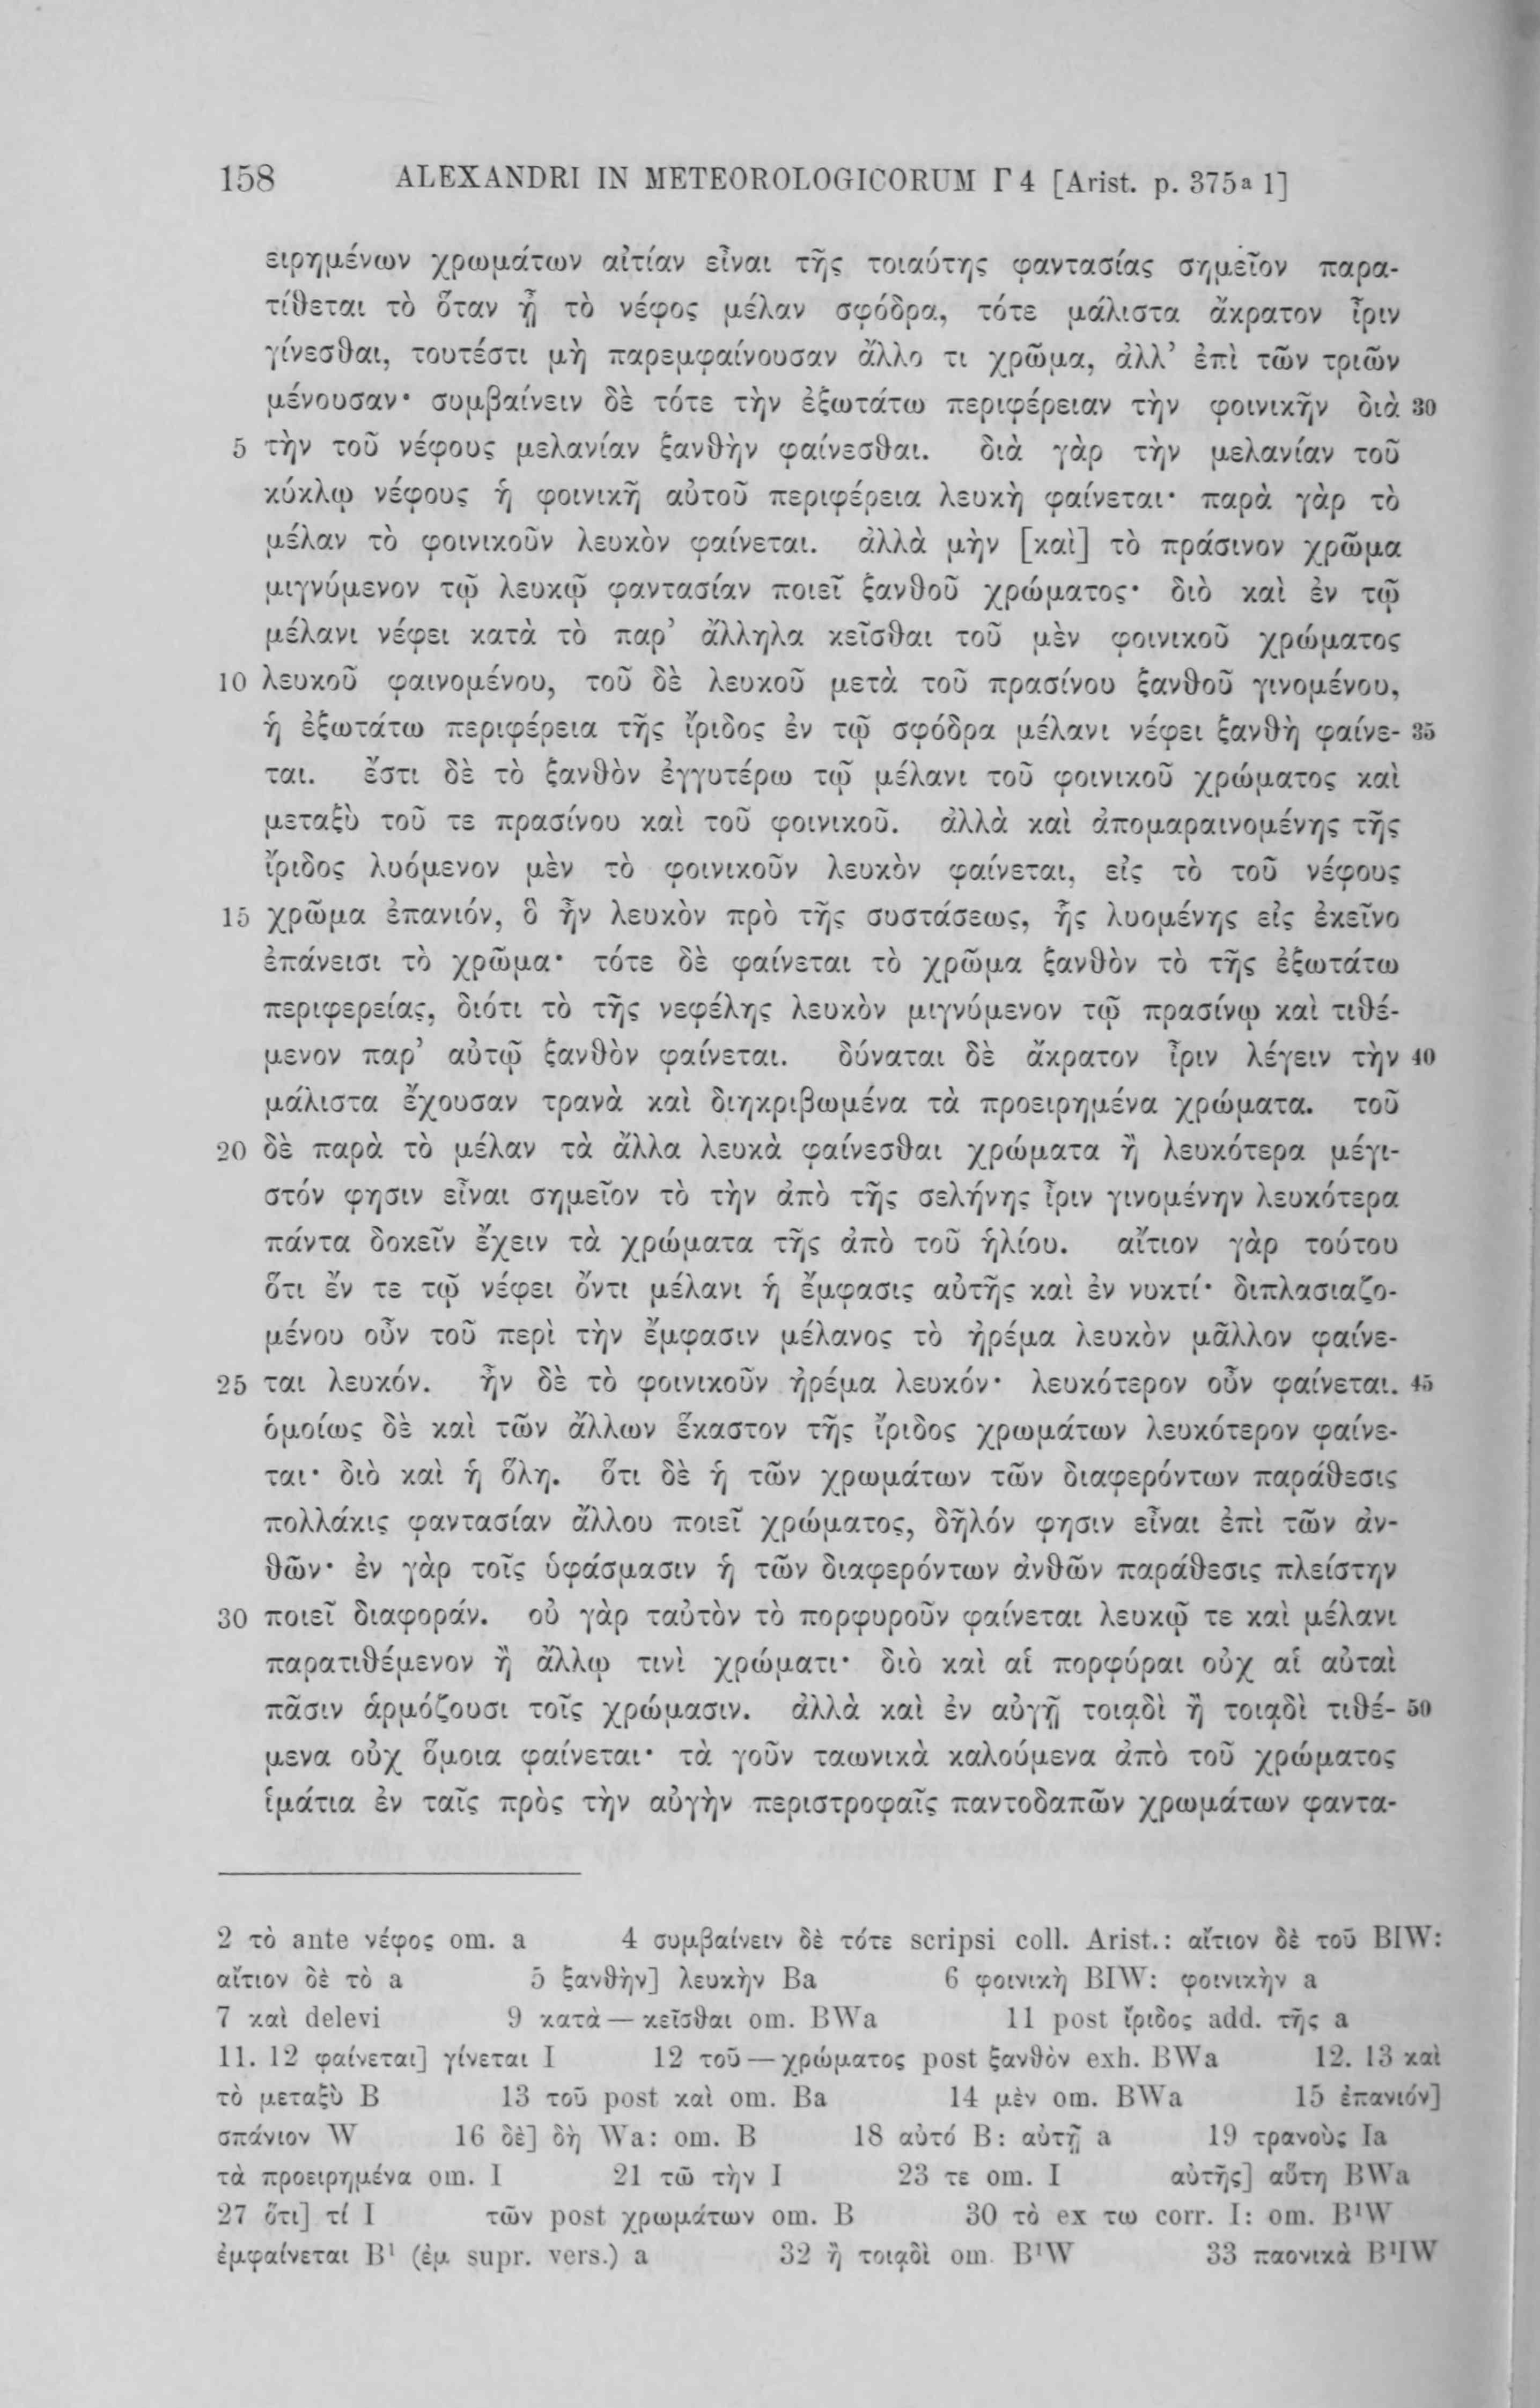 158 ALEXANDRI IN METEOROLOGICORUM Γ 4 [Arist. p. 375a 1]
ειρημένων χρωμάτων αἰτίαν εἶναι τῆς τοιαύτης φαντασίας σημεῖον παρα-
τίθεται τὸ ὅταν ᾖ τὸ νέφος μέλαν σφόδρα, τότε μάλιστα ἄκρατον ἶριν
γίνεσθαι, τουτέστι μὴ παρεμφαίνουσαν ἄλλο τι χρῶμα, ἀλλ’ ἐπὶ τῶν τριῶν
μένουσαν· συμβαίνειν δὲ τότε τὴν ἐξωτάτω περιφέρειαν τὴν φοινικῆν διὰ 30
5 τὴν τοῦ νέφους μελανίαν ξανθὴν φαίνεσθαι. διὰ γὰρ τὴν μελανίαν τοῦ
κύκλῳ νέφους ἡ φοινικῆ αὐτοῦ περιφέρεια λευκὴ φαίνεται· παρὰ γὰρ τὸ
μέλαν τὸ φοινικοῦν λευκὸν φαίνεται. ἀλλὰ μὴν [καὶ] τὸ πράσινον χρῶμα
μιγνύμενον τῷ λευκῷ φαντασίαν ποιεῖ ξανθοῦ χρώματος· διὸ καὶ ἐν τῷ
μέλανι νέφει κατὰ τὸ παρ’ ἄλληλα κεῖσθαι τοῦ μὲν φοινικοῦ χρώματος
10 λευκοῦ φαινομένου, τοῦ δὲ λευκοῦ μετὰ τοῦ πρασίνου ξανθοῦ γινομένου,
ἡ ἐξωτάτω περιφέρεια τῆς ἴριδος ἐν τῷ σφόδρα μέλανι νέφει ξανθὴ φαίνε- 35
ται. ἔστι δὲ τὸ ξανθὸν ἐγγυτέρω τῷ μέλανι τοῦ φοινικοῦ χρώματος καὶ
μεταξὺ τοῦ τε πρασίνου καὶ τοῦ φοινικοῦ. ἀλλὰ καὶ ἀπομαραινομένης τῆς
ἴριδος λυόμενον μὲν τὸ φοινικοῦν λευκὸν φαίνεται, εἰς τὸ τοῦ νέφους
15 χρῶμα ἐπανιόν, ὃ ἦν λευκὸν πρὸ τῆς συστάσεως, ἧς λυομένης εἰς ἐκεῖνο
ἐπάνεισι τὸ χρῶμα· τότε δὲ φαίνεται τὸ χρῶμα ξανθὸν τὸ τῆς ἐξωτάτω
περιφερείας, διότι τὸ τῆς νεφέλης λευκὸν μιγνύμενον τῷ πρασίνῳ καὶ τιθέ-
μενον παρ’ αὐτῷ ξανθὸν φαίνεται. δύναται δὲ ἄκρατον ἶριν λέγειν τὴν 40
μάλιστα ἔχουσαν τρανὰ καὶ διηκριβωμένα τὰ προειρημένα χρώματα. τοῦ
20 δὲ παρὰ τὸ μέλαν τὰ ἄλλα λευκὰ φαίνεσθαι χρώματα ἢ λευκότερα μέγι-
στόν φησιν εἶναι σημεῖον τὸ τὴν ἀπὸ τῆς σελήνης ἶριν γινομένην λευκότερα
πάντα δοκεῖν ἔχειν τὰ χρώματα τῆς ἀπὸ τοῦ ἡλίου. αἴτιον γὰρ τούτου
ὅτι ἔν τε τῷ νέφει ὄντι μέλανι ἡ ἔμφασις αὐτῆς καὶ ἐν νυκτί· διπλασιαζο-
μένου οὖν τοῦ περὶ τὴν ἔμφασιν μέλανος τὸ ἠρέμα λευκὸν μᾶλλον φαίνε-
25 ται λευκόν. ἦν δὲ τὸ φοινικοῦν ἠρέμα λευκόν· λευκότερον οὖν φαίνεται. 45
ὁμοίως δὲ καὶ τῶν ἄλλων ἕκαστον τῆς ἴριδος χρωμάτων λευκότερον φαίνε-
ται· διὸ καὶ ἡ ὅλη. ὅτι δὲ ἡ τῶν χρωμάτων τῶν διαφερόντων παράθεσις
πολλάκις φαντασίαν ἄλλου ποιεῖ χρώματος, δῆλόν φησιν εἶναι ἐπὶ τῶν ἀν-
θῶν· ἐν γὰρ τοῖς ὑφάσμασιν ἡ τῶν διαφερόντων ἀνθῶν παράθεσις πλείστην
30 ποιεῖ διαφοράν. οὐ γὰρ ταὐτὸν τὸ πορφυροῦν φαίνεται λευκῷ τε καὶ μέλανι
παρατιθέμενον ἢ ἄλλῳ τινὶ χρώματι· διὸ καὶ αἱ πορφύραι οὐχ αἱ αὐταὶ
πᾶσιν ἁρμόζουσι τοῖς χρώμασιν. ἀλλὰ καὶ ἐν αὐγῇ τοιᾳδὶ ἢ τοιᾳδὶ τιθέ- 50
μενα οὐχ ὅμοια φαίνεται· τὰ γοῦν ταωνικὰ καλούμενα ἀπὸ τοῦ χρώματος
ἱμάτια ἐν ταῖς πρὸς τὴν αὐγὴν περιστροφαῖς παντοδαπῶν χρωμάτων φαντα-
2 τὸ ante νέφος om. a 4 συμβαίνειν δὲ τότε scripsi coll. Arist.: αἴτιον δὲ τοῦ BIW:
αἴτιον δὲ τὸ a 5 ξανθὴν] λευκὴν Ba 6 φοινικὴ BIW: φοινικὴν a
7 καὶ delevi 9 κατὰ — κεῖσθαι om. BWa 11 post ἴριδος add. τῆς a
11. 12 φαίνεται] γίνεται I 12 τοῦ — χρώματος post ξανθὸν exh. BWa 12. 13 καὶ
τὸ μεταξὺ B 13 τοῦ post καὶ om. Ba 14 μὲν om. BWa 15 ἐπανιόν]
σπάνιον W 16 δὲ] δὴ Wa: om. B 18 αὐτό B: αὐτῇ a 19 τρανοὺς Ia
τὰ προειρημένα om. I 21 τῶ τὴν I 23 τε om. I αὐτῆς] αὕτη BWa
27 ὅτι] τί I τῶν post χρωμάτων om. B 30 τὸ ex τω corr. I: om. B¹W
ἐμφαίνεται B¹ (ἐμ supr. vers.) a 32 ἢ τοιᾳδὶ om. B¹W 33 παονικὰ B¹IW